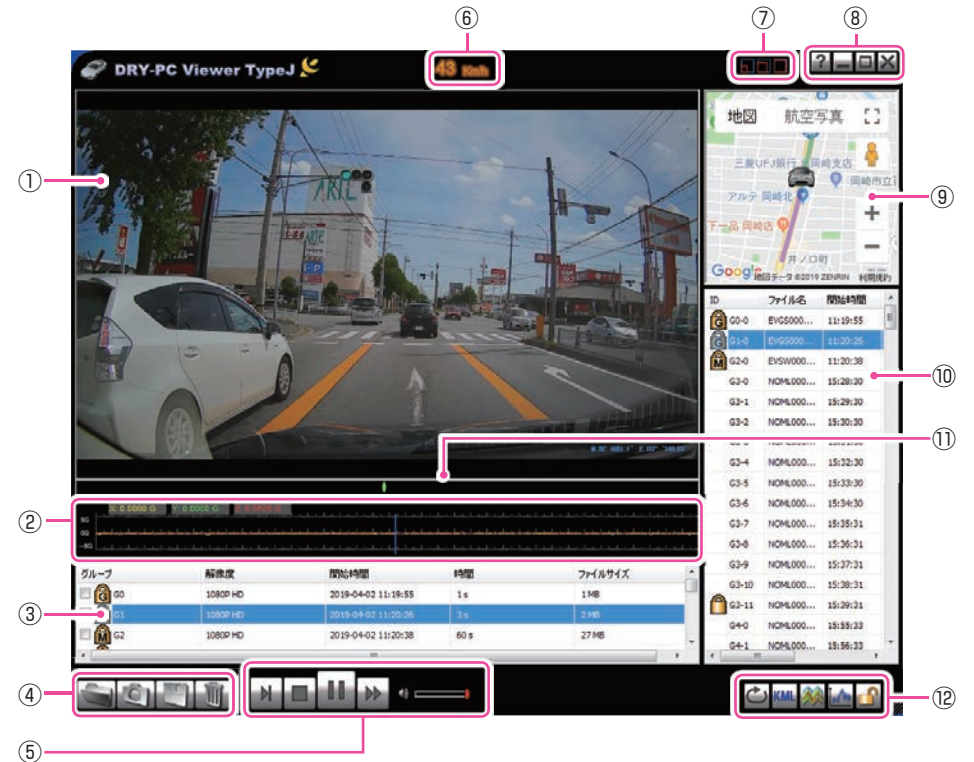 ⑥ ⑦ ⑧
DRY-PC Viewer TypeJ
43 Km/h
? 
①
ARTE
ARTE
P
地図 航空写真
三菱UFJ銀行 岡崎支店
岡崎市立
アルテ 岡崎北
下一品 岡崎店
井ノ口町
Google 地図データ ©2019 ZENRIN 利用規約
⑨
ID ファイル名 開始時間
G G0-0 EVGS000... 11:19:55
G G1-0 EVGS000... 11:20:26
M G2-0 EVSW000... 11:20:38
G3-0 NOML000... 15:28:30
G3-1 NOML000... 15:29:30
G3-2 NOML000... 15:30:30
G3-4 NOML000... 15:32:30
G3-5 NOML000... 15:33:30
G3-6 NOML000... 15:34:30
G3-7 NOML000... 15:35:31
G3-8 NOML000... 15:36:31
G3-9 NOML000... 15:37:31
G3-10 NOML000... 15:38:31
G3-11 NOML000... 15:39:31
G4-0 NOML000... 15:55:33
G4-1 NOML000... 15:56:33
⑩
⑪
②
X: 0.0000 G Y: 0.0000 G
5G
0G
-5G
グループ 解像度 開始時間 時間 ファイルサイズ
G G0 1080P HD 2019-04-02 11:19:55 1 s 1 MB
③
G1 1080P HD 2019-04-02 11:20:26 3 s 2 MB
M G2 1080P HD 2019-04-02 11:20:38 60 s 27 MB
④
⑤
KML
⑫